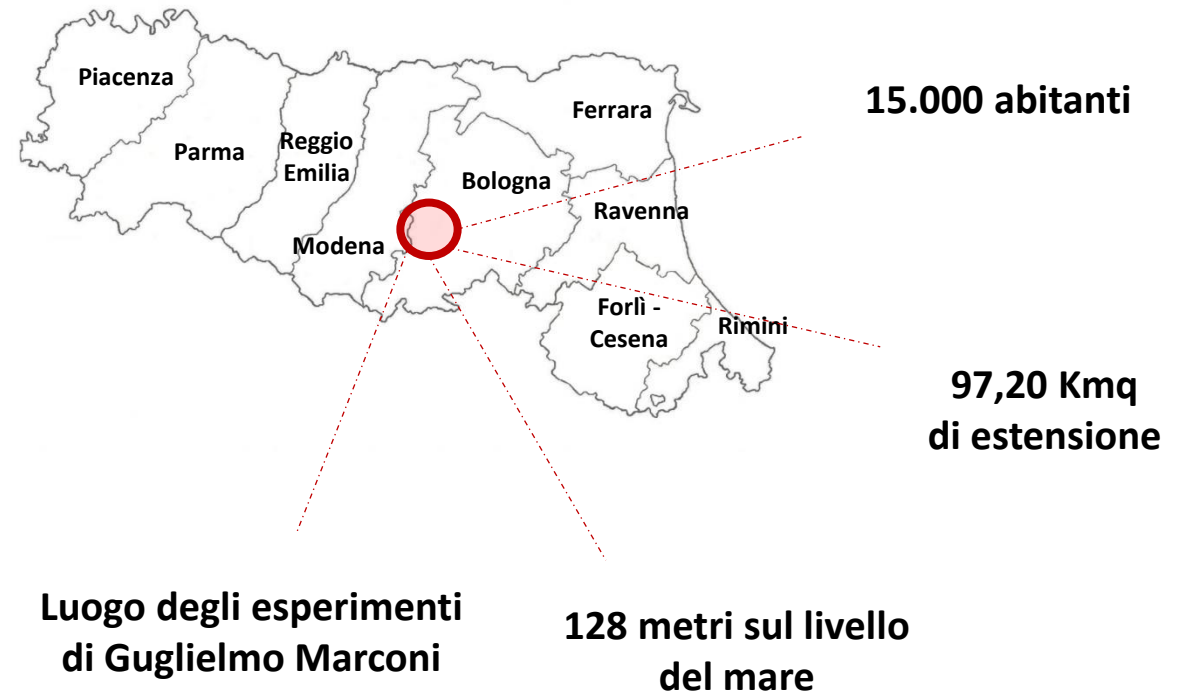 Piacenza
Parma
Reggio
Emilia
Modena
Bologna
Ferrara
Ravenna
Forlì -
Cesena
Rimini
15.000 abitanti
97,20 Kmq
di estensione
Luogo degli esperimenti
di Guglielmo Marconi
128 metri sul livello
del mare